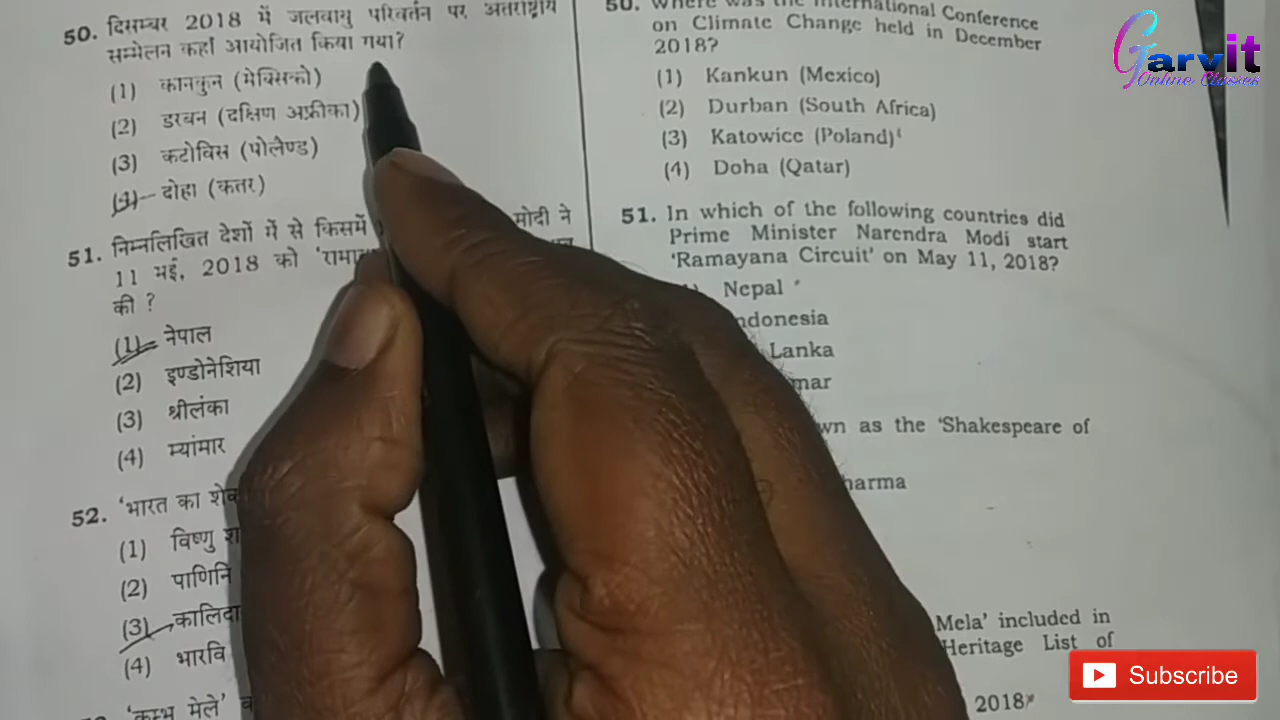 50. दिसम्बर 2018 में जलवायु परिवर्तन पर अंतराष्ट्रीय
सम्मेलन कहाँ आयोजित किया गया?
(1) कानकुन (मेक्सिको)
(2) डरबन (दक्षिण अफ्रीका)
(3) कटोविस (पोलैण्ड)
(4) दोहा (कतर)
51. निम्नलिखित देशों में से किसमें मोदी ने
11 मई, 2018 को
की ?
(1) नेपाल
(2) इण्डोनेशिया
(3) श्रीलंका
(4) म्यांमार
52. 'भारत का
(1) विष्णु
(2) पाणिनि
(3)
(4) भारवि
'कुम्भ मेले'
50. Where was the International Conference
on Climate Change held in December
2018?
(1) Kankun (Mexico)
(2) Durban (South Africa)
(3) Katowice (Poland)
(4) Doha (Qatar)
51. In which of the following countries did
Prime Minister Narendra Modi start
'Ramayana Circuit' on May 11, 2018?
Nepal
Lanka
as the 'Shakespeare of
Mela' included in
Heritage List of
2018
Garvit
Online Classes
Subscribe